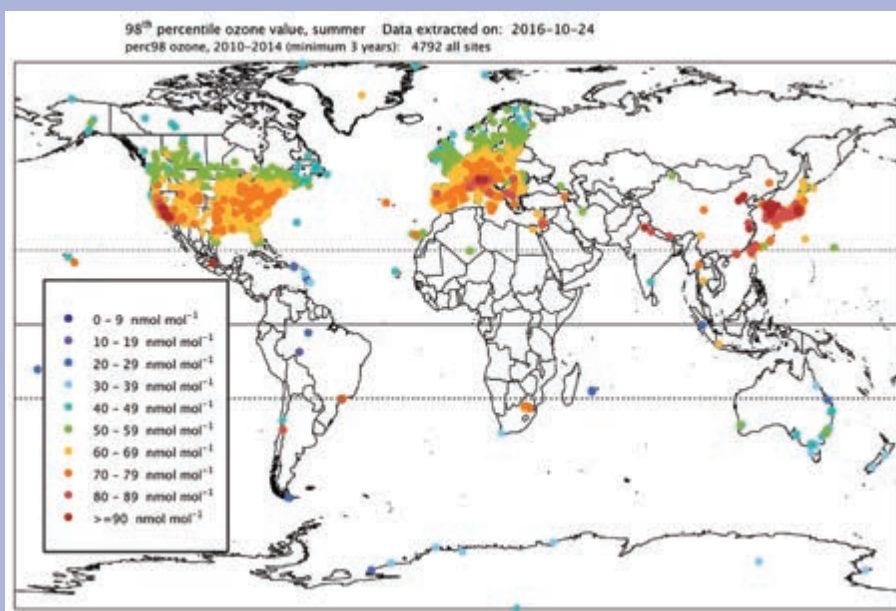 98th percentile ozone value, summer Data extracted on: 2016-10-24
perc98 ozone, 2010-2014 (minimum 3 years): 4792 all sites
0 - 9 nmol mol⁻¹
10 - 19 nmol mol⁻¹
20 - 29 nmol mol⁻¹
30 - 39 nmol mol⁻¹
40 - 49 nmol mol⁻¹
50 - 59 nmol mol⁻¹
60 - 69 nmol mol⁻¹
70 - 79 nmol mol⁻¹
80 - 89 nmol mol⁻¹
>=90 nmol mol⁻¹